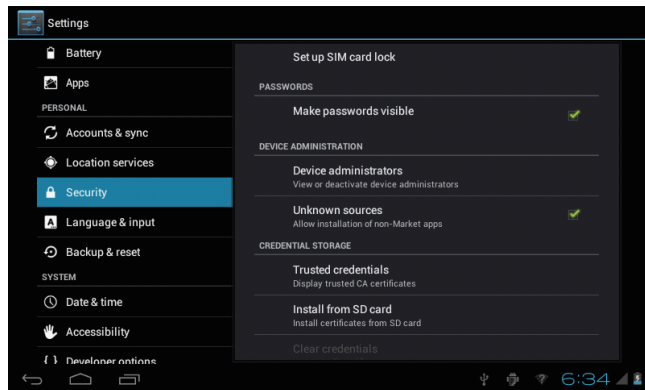 Settings
Battery
Apps
PERSONAL
Accounts & sync
Location services
Security
Language & input
Backup & reset
SYSTEM
Date & time
Accessibility
{ } Developer options
Set up SIM card lock
PASSWORDS
Make passwords visible
DEVICE ADMINISTRATION
Device administrators
View or deactivate device administrators
Unknown sources
Allow installation of non-Market apps
CREDENTIAL STORAGE
Trusted credentials
Display trusted CA certificates
Install from SD card
Install certificates from SD card
Clear credentials
6:34